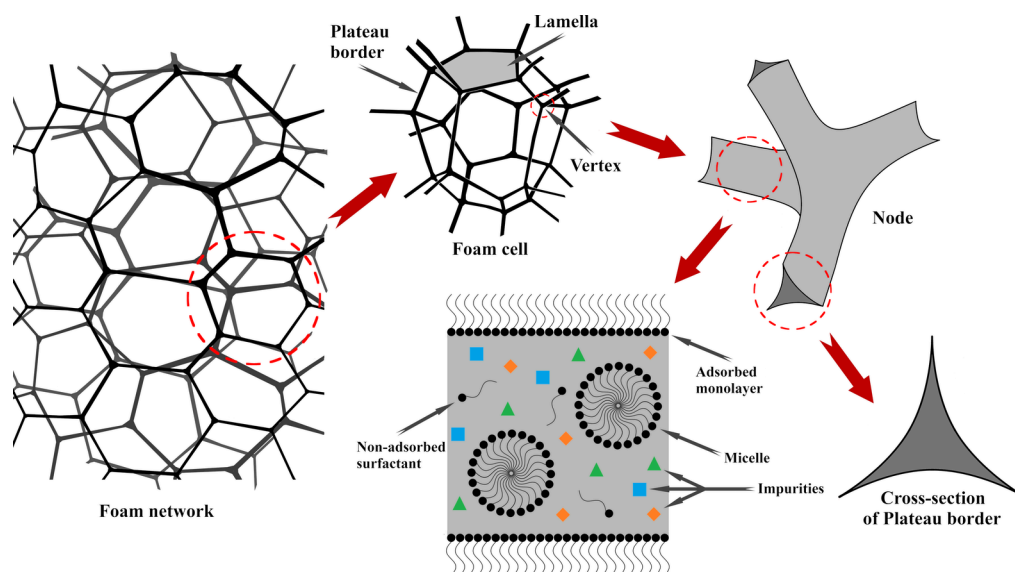 Plateau
border
Lamella
Vertex
Foam cell
Node
Foam network
Adsorbed
monolayer
Non-adsorbed
surfactant
Micelle
Impurities
Cross-section
of Plateau border